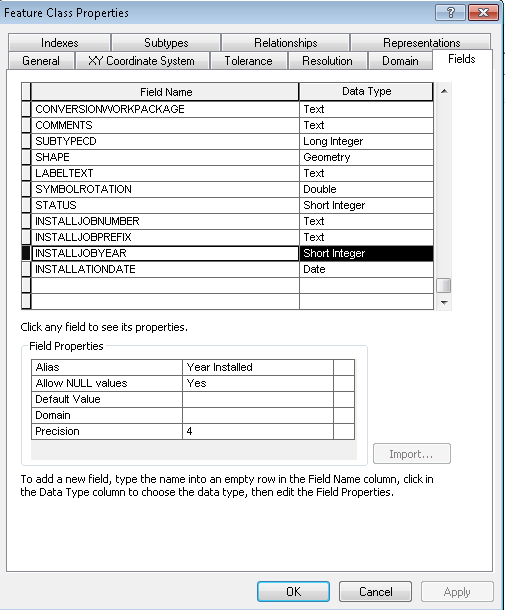 Feature Class Properties
Indexes Subtypes Relationships Representations
General XY Coordinate System Tolerance Resolution Domain Fields
Field Name Data Type
CONVERSIONWORKPACKAGE Text
COMMENTS Text
SUBTYPECD Long Integer
SHAPE Geometry
LABELTEXT Text
SYMBOLROTATION Double
STATUS Short Integer
INSTALLJOBNUMBER Text
INSTALLJOBPREFIX Text
INSTALLJOBYEAR Short Integer
INSTALLATIONDATE Date
Click any field to see its properties.
Field Properties
Alias Year Installed
Allow NULL values Yes
Default Value
Domain
Precision 4
Import...
To add a new field, type the name into an empty row in the Field Name column, click in
the Data Type column to choose the data type, then edit the Field Properties.
OK Cancel Apply